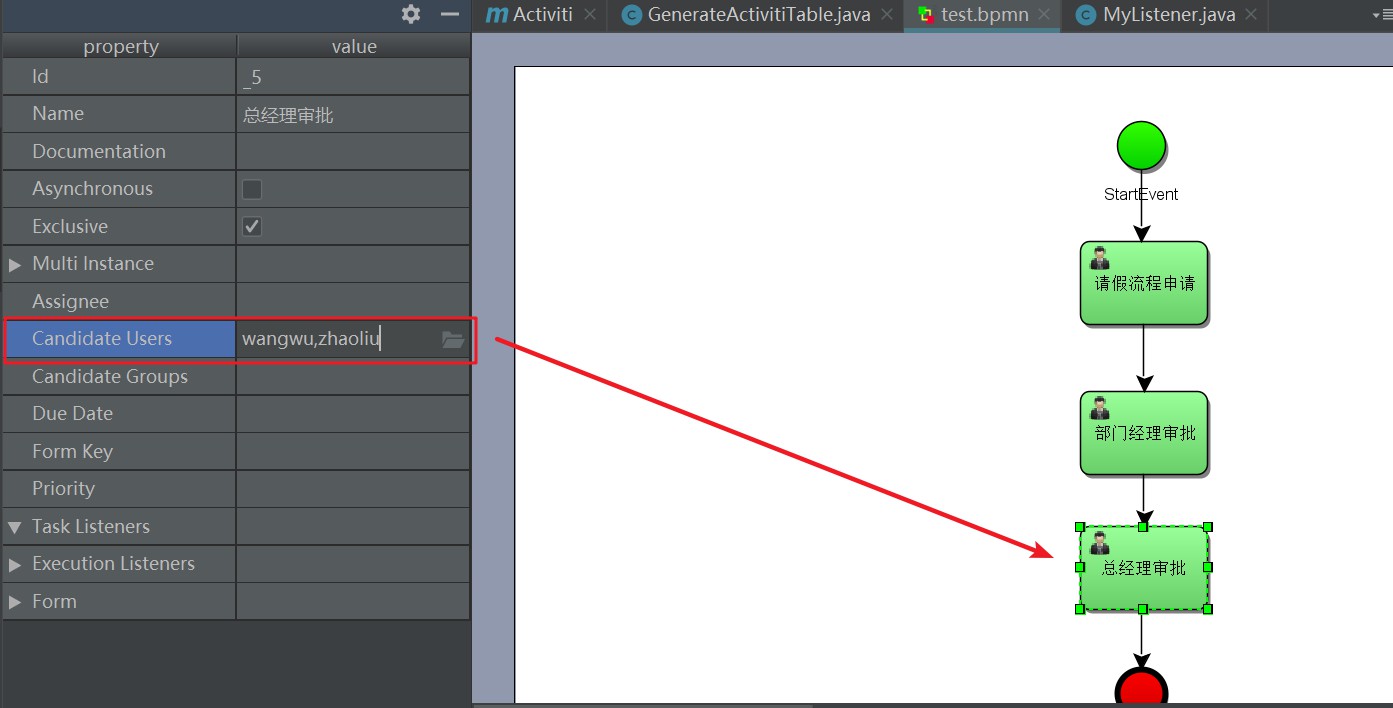 Activiti
GenerateActivitiTable.java
test.bpmn
MyListener.java
property value
Id _5
Name 总经理审批
Documentation
Asynchronous
Exclusive
Multi Instance
Assignee
Candidate Users wangwu,zhaoliu
Candidate Groups
Due Date
Form Key
Priority
Task Listeners
Execution Listeners
Form
StartEvent
请假流程申请
部门经理审批
总经理审批